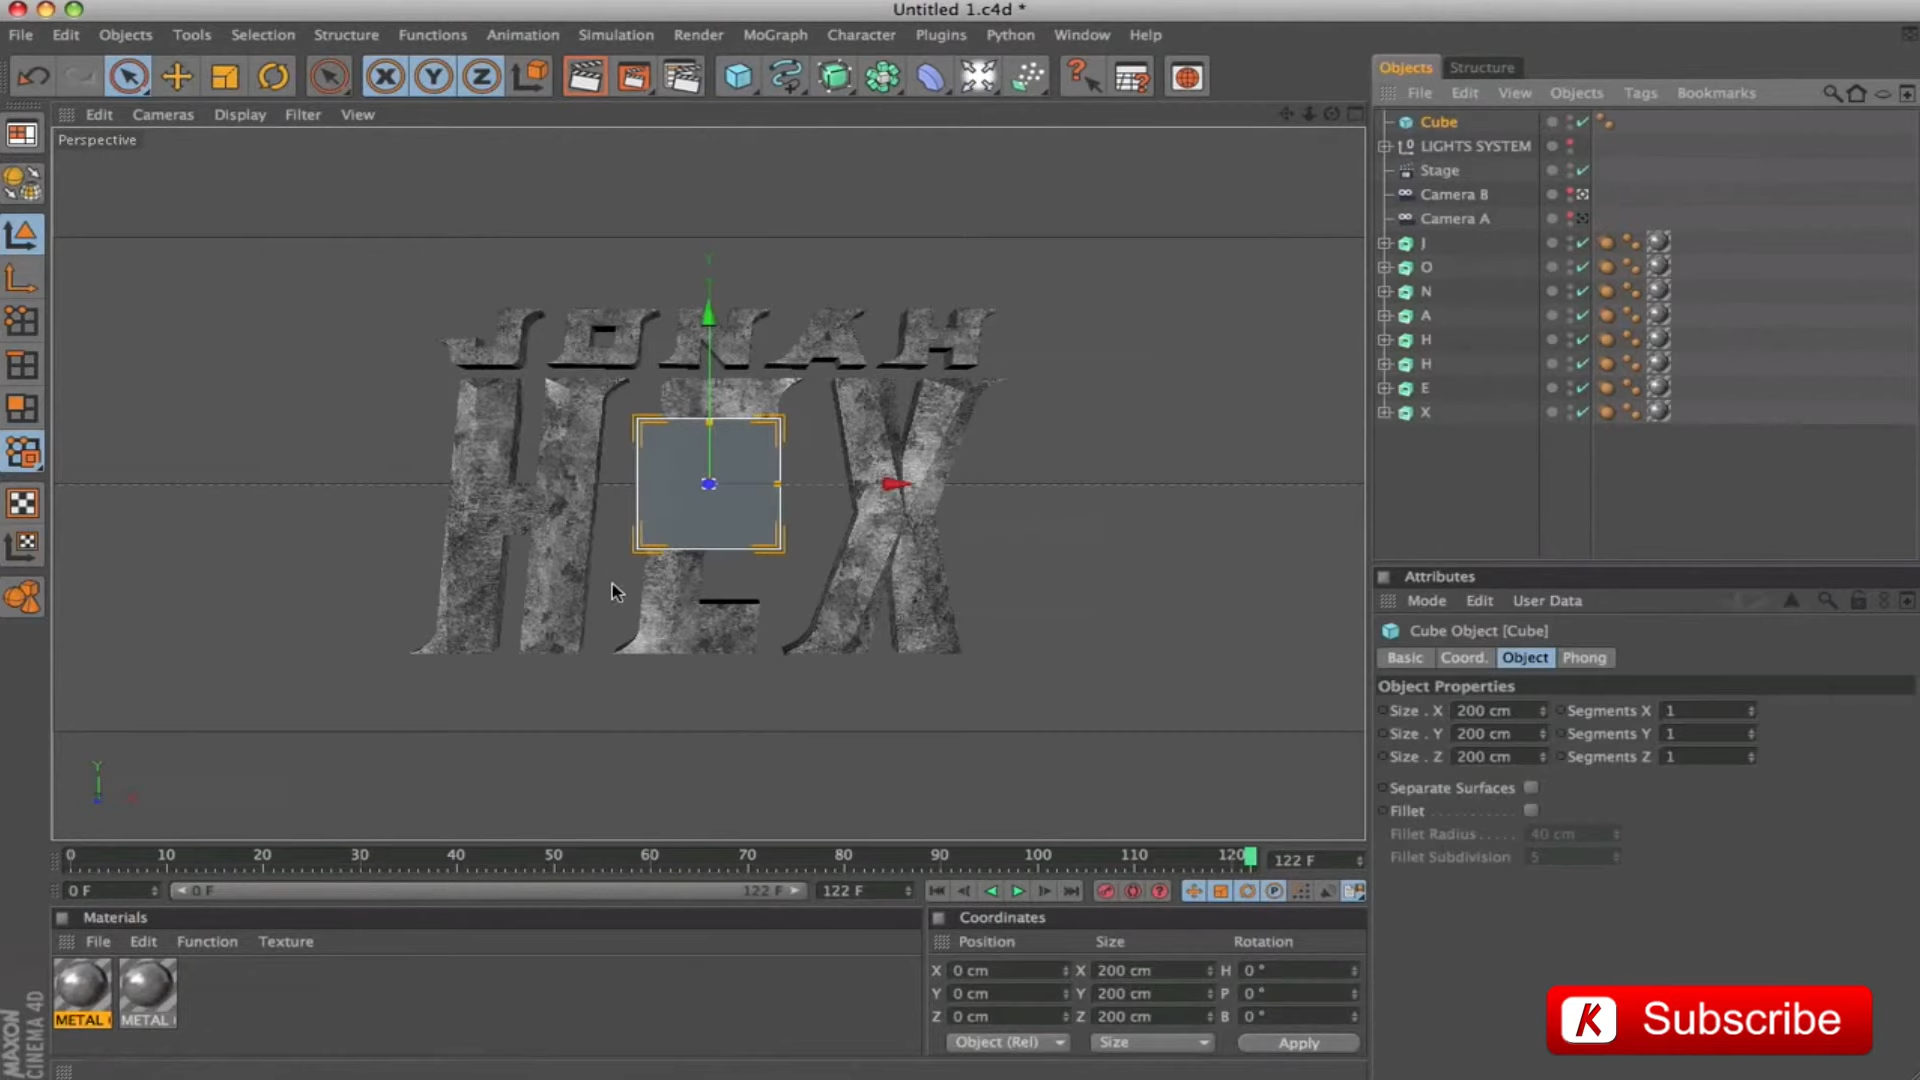 Untitled 1.c4d *
File Edit Objects Tools Selection Structure Functions Animation Simulation Render MoGraph Character Plugins Python Window Help
X Y Z
Edit Cameras Display Filter View
Perspective
Y
JONAH
HEX
Y
0 10 20 30 40 50 60 70 80 90 100 110 120 122 F
0 F 0 F 122 F 122 F
Materials
File Edit Function Texture
METAL
METAL
MAXON
CINEMA 4D
Coordinates
Position Size Rotation
X 0 cm X 200 cm H 0 °
Y 0 cm Y 200 cm P 0 °
Z 0 cm Z 200 cm B 0 °
Object (Rel) Size Apply
Objects Structure
File Edit View Objects Tags Bookmarks
Cube
LIGHTS SYSTEM
Stage
Camera B
Camera A
J
O
N
A
H
H
E
X
Attributes
Mode Edit User Data
Cube Object [Cube]
Basic Coord. Object Phong
Object Properties
Size . X 200 cm Segments X 1
Size . Y 200 cm Segments Y 1
Size . Z 200 cm Segments Z 1
Separate Surfaces
Fillet
Fillet Radius 40 cm
Fillet Subdivision 5
K Subscribe